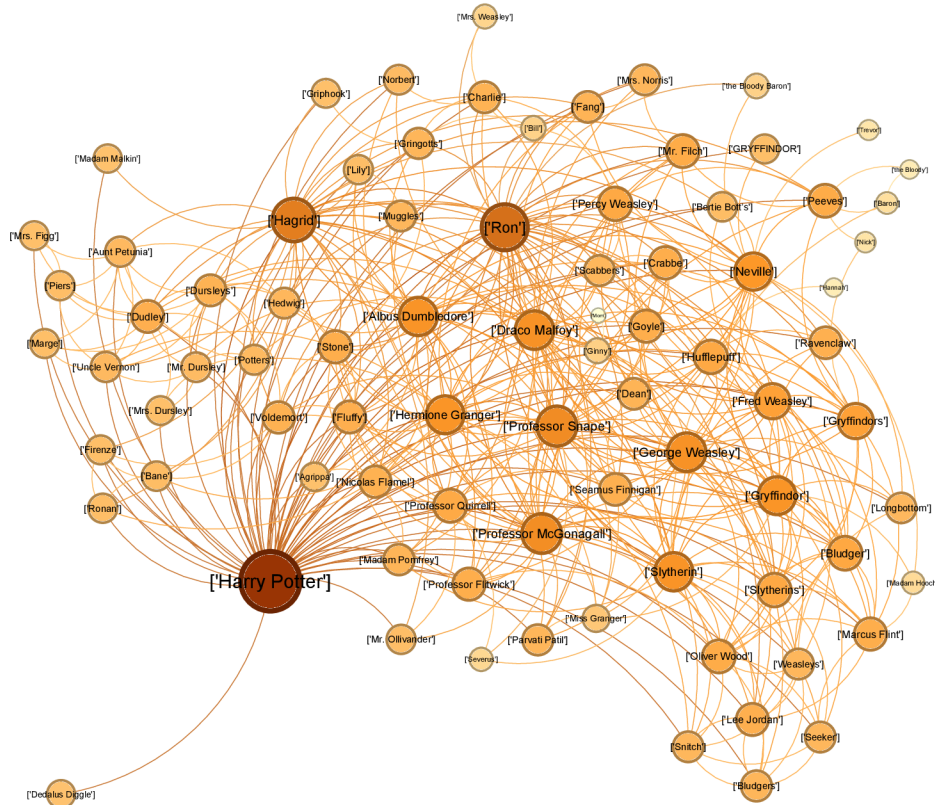 ['Mrs. Weasley']
['Norbert']
['Mrs. Norris']
['the Bloody Baron']
['Griphook']
['Charlie']
['Fang']
['Bill']
['Trevor']
['Gringotts']
['Mr. Filch']
['GRYFFINDOR']
['Madam Malkin']
['Lily']
['the Bloody']
['Hagrid']
['Muggles']
['Ron']
['Percy Weasley']
['Bertie Bott's']
['Peeves']
['Baron']
['Mrs. Figg']
['Aunt Petunia']
['Nick']
['Piers']
['Dursleys']
['Scabbers']
['Crabbe']
['Neville']
['Hannah']
['Hedwig']
['Dudley']
['Albus Dumbledore']
['Draco Malfoy']
['Mom']
['Goyle']
['Marge']
['Stone']
['Ginny']
['Hufflepuff']
['Ravenclaw']
['Uncle Vernon']
['Mr. Dursley']
['Potters']
['Dean']
['Mrs. Dursley']
['Voldemort']
['Fluffy']
['Hermione Granger']
['Professor Snape']
['Fred Weasley']
['Gryffindors']
['Firenze']
['George Weasley']
['Bane']
['Agrippa']
['Nicolas Flamel']
['Seamus Finnigan']
['Gryffindor']
['Ronan']
['Professor Quirrell']
['Longbottom']
['Professor McGonagall']
['Bludger']
['Madam Pomfrey']
['Slytherin']
['Harry Potter']
['Professor Flitwick']
['Slytherins']
['Madam Hooch']
['Miss Granger']
['Mr. Ollivander']
['Parvati Patil']
['Marcus Flint']
['Severus']
['Oliver Wood']
['Weasleys']
['Lee Jordan']
['Snitch']
['Seeker']
['Bludgers']
['Dedalus Diggle']